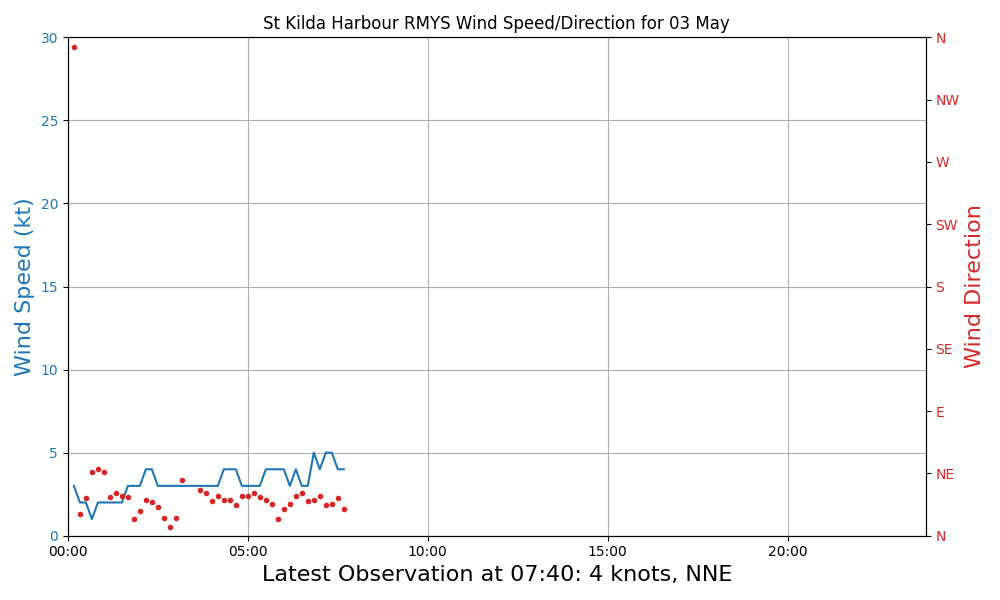 St Kilda Harbour RMYS Wind Speed/Direction for 03 May
30
25
20
15
10
5
0
Wind Speed (kt)
N
NW
W
SW
S
SE
E
NE
N
Wind Direction
00:00 05:00 10:00 15:00 20:00
Latest Observation at 07:40: 4 knots, NNE